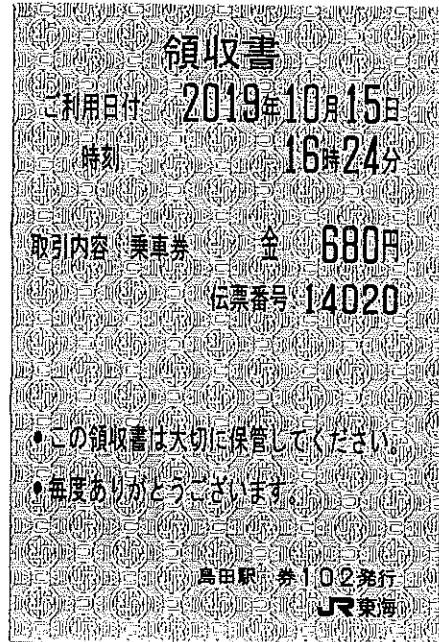 領収書
ご利用日付 2019年10月15日
時刻 16時24分
取引内容 乗車券 金 680円
伝票番号 14020
●この領収書は大切に保管してください。
●毎度ありがとうございます。
島田駅 券102発行
JR東海